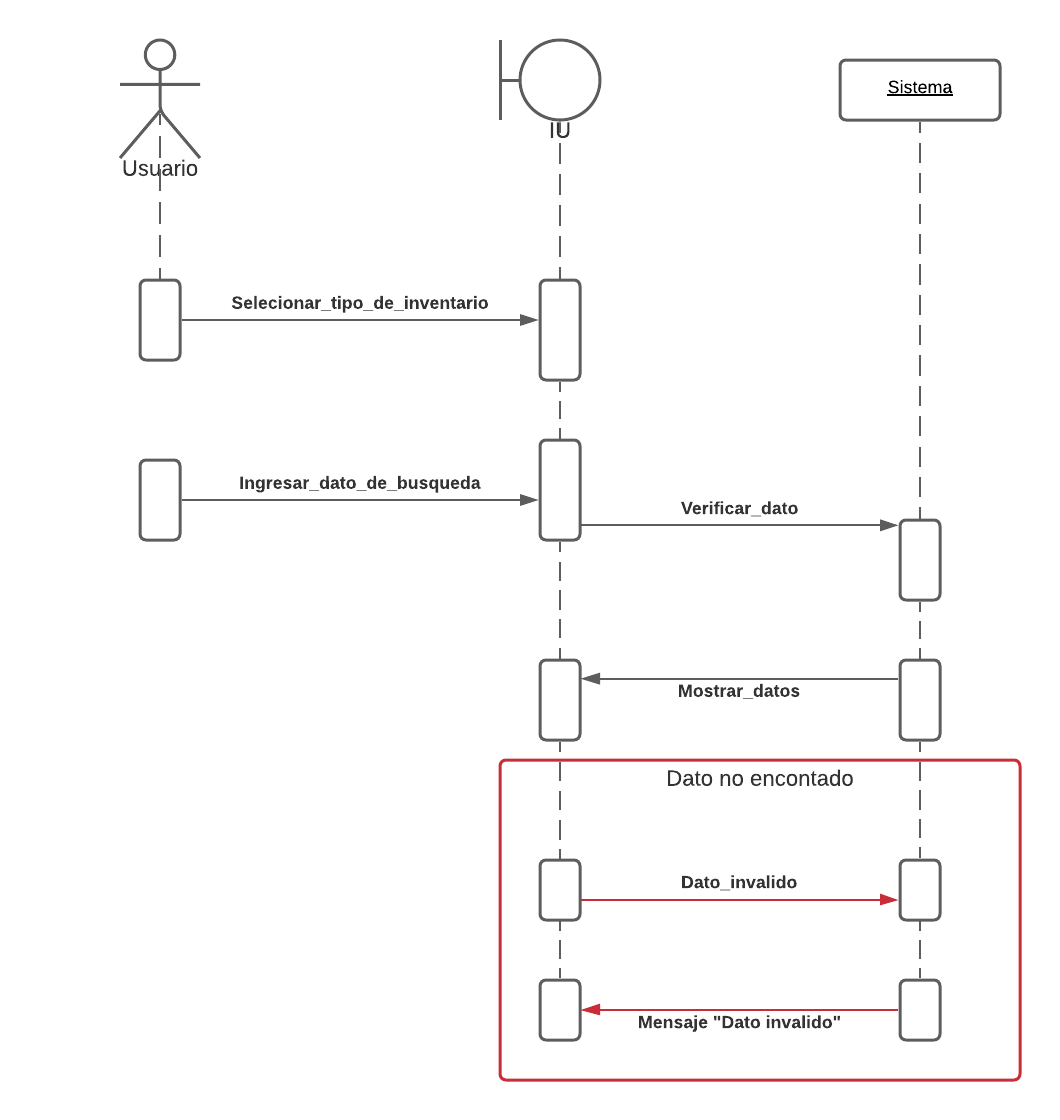 Usuario
IU
Sistema
Selecionar_tipo_de_inventario
Ingresar_dato_de_busqueda
Verificar_dato
Mostrar_datos
Dato no encontado
Dato_invalido
Mensaje "Dato invalido"